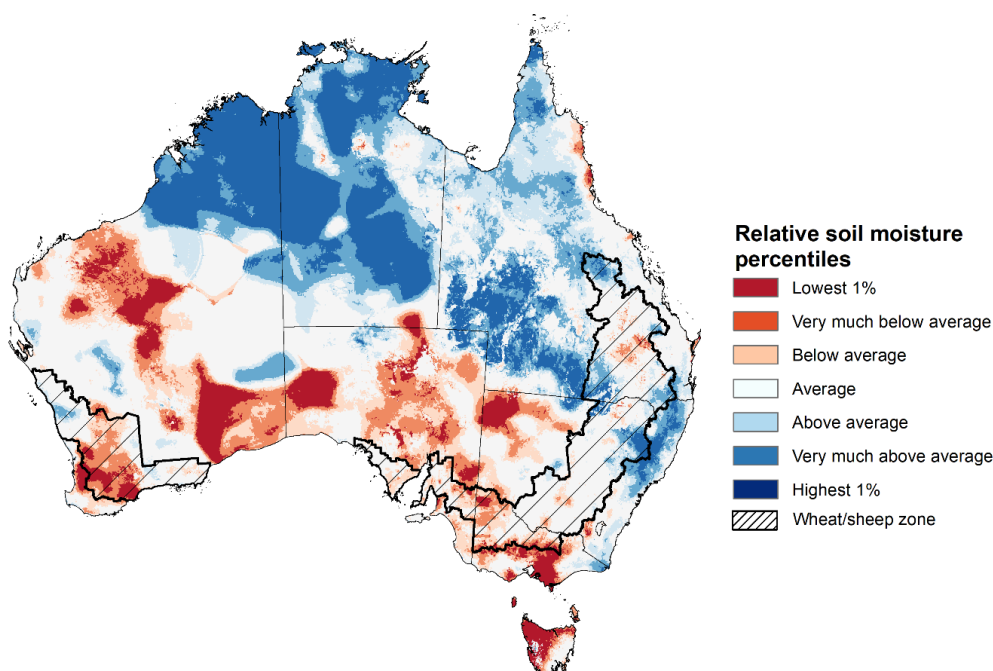 Relative soil moisture
percentiles
Lowest 1%
Very much below average
Below average
Average
Above average
Very much above average
Highest 1%
Wheat/sheep zone